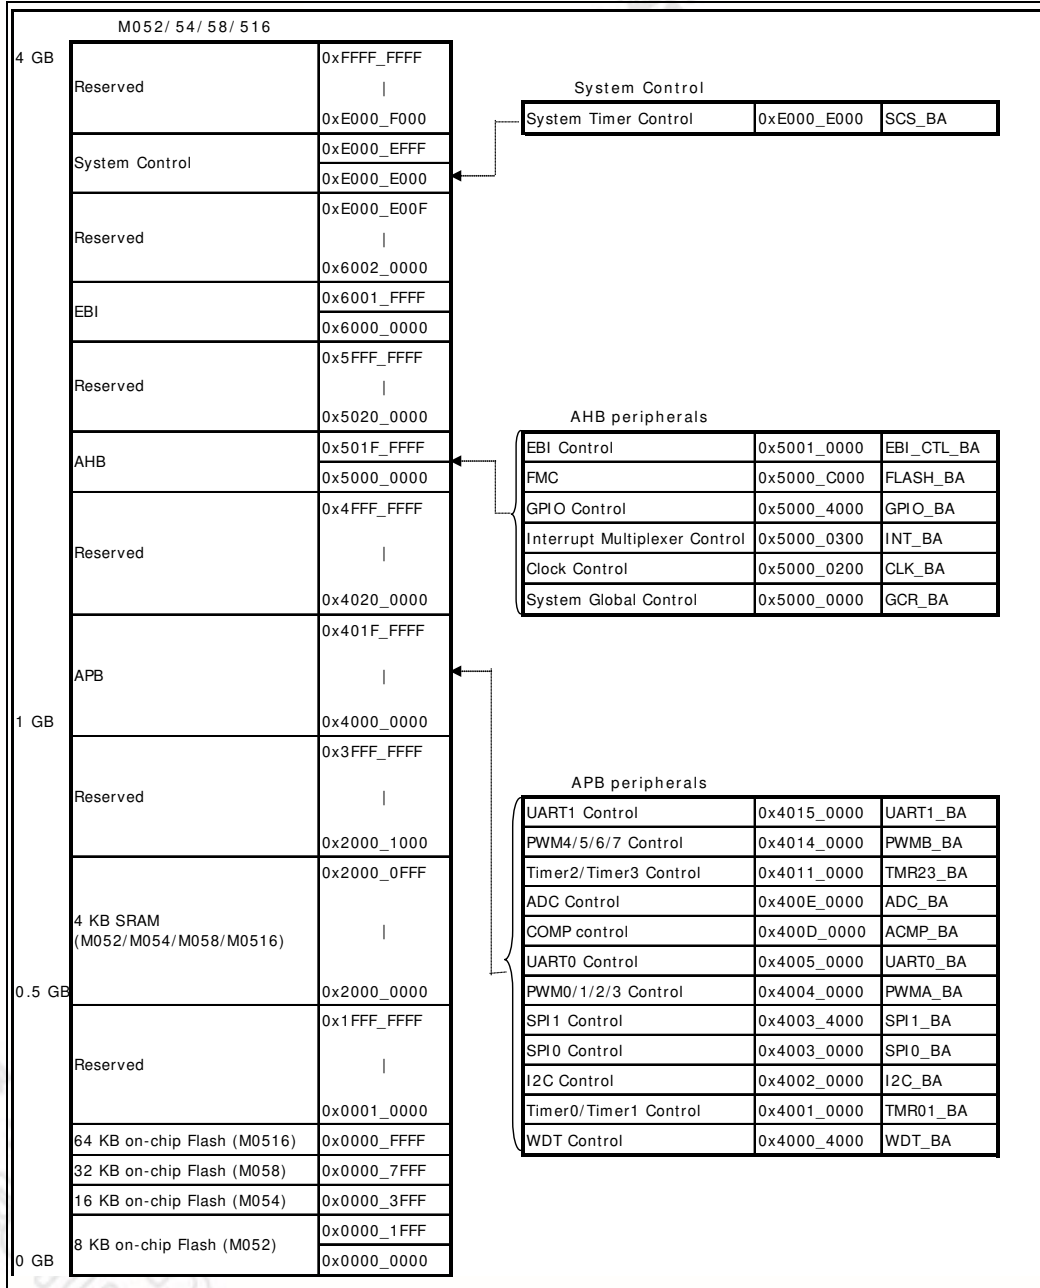 M052/54/58/516
4 GB
Reserved
0xFFFF_FFFF
|
0xE000_F000
System Control
0xE000_EFFF
0xE000_E000
Reserved
0xE000_E00F
|
0x6002_0000
EBI
0x6001_FFFF
0x6000_0000
Reserved
0x5FFF_FFFF
|
0x5020_0000
AHB
0x501F_FFFF
0x5000_0000
Reserved
0x4FFF_FFFF
|
0x4020_0000
APB
0x401F_FFFF
|
1 GB
0x4000_0000
Reserved
0x3FFF_FFFF
|
0x2000_1000
4 KB SRAM
(M052/M054/M058/M0516)
0x2000_0FFF
|
0.5 GB
0x2000_0000
Reserved
0x1FFF_FFFF
|
0x0001_0000
64 KB on-chip Flash (M0516) 0x0000_FFFF
32 KB on-chip Flash (M058) 0x0000_7FFF
16 KB on-chip Flash (M054) 0x0000_3FFF
8 KB on-chip Flash (M052)
0x0000_1FFF
0 GB
0x0000_0000
System Control
System Timer Control 0xE000_E000 SCS_BA
AHB peripherals
EBI Control 0x5001_0000 EBI_CTL_BA
FMC 0x5000_C000 FLASH_BA
GPIO Control 0x5000_4000 GPIO_BA
Interrupt Multiplexer Control 0x5000_0300 INT_BA
Clock Control 0x5000_0200 CLK_BA
System Global Control 0x5000_0000 GCR_BA
APB peripherals
UART1 Control 0x4015_0000 UART1_BA
PWM4/5/6/7 Control 0x4014_0000 PWMB_BA
Timer2/Timer3 Control 0x4011_0000 TMR23_BA
ADC Control 0x400E_0000 ADC_BA
COMP control 0x400D_0000 ACMP_BA
UART0 Control 0x4005_0000 UART0_BA
PWM0/1/2/3 Control 0x4004_0000 PWMA_BA
SPI1 Control 0x4003_4000 SPI1_BA
SPI0 Control 0x4003_0000 SPI0_BA
I2C Control 0x4002_0000 I2C_BA
Timer0/Timer1 Control 0x4001_0000 TMR01_BA
WDT Control 0x4000_4000 WDT_BA